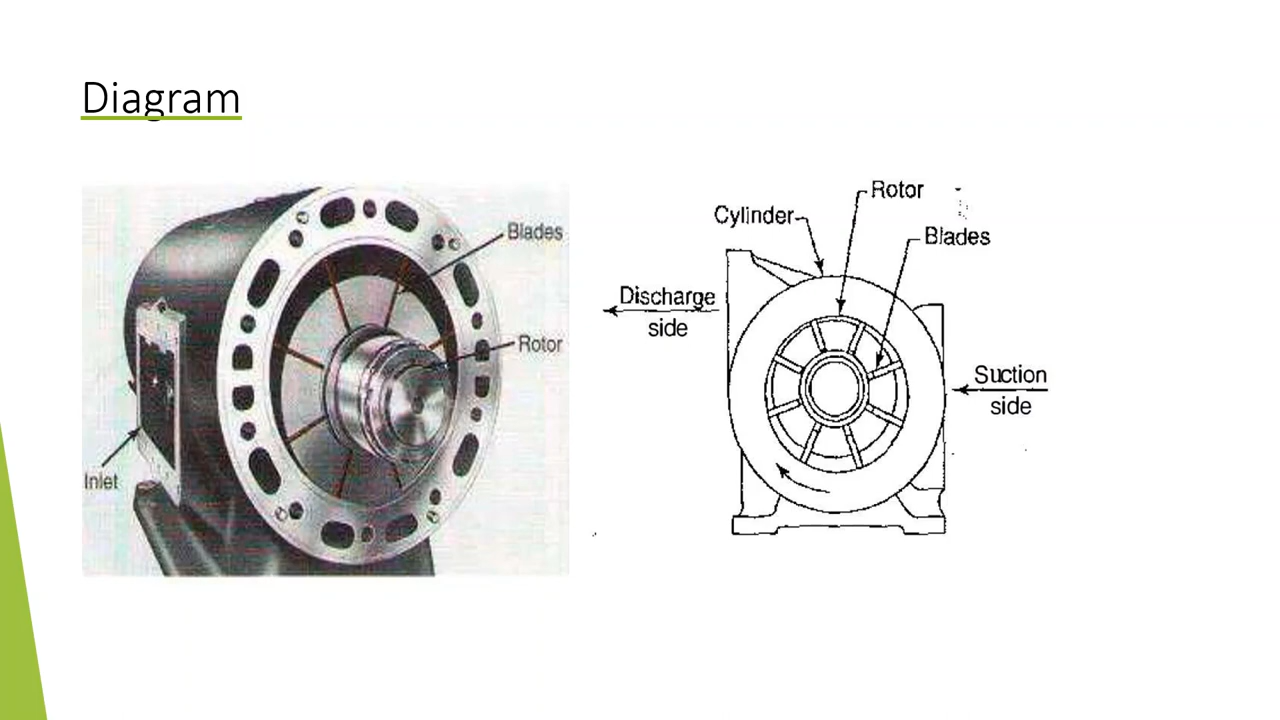 Diagram
Blades
Rotor
Inlet
Rotor
Cylinder
Blades
Discharge
side
Suction
side